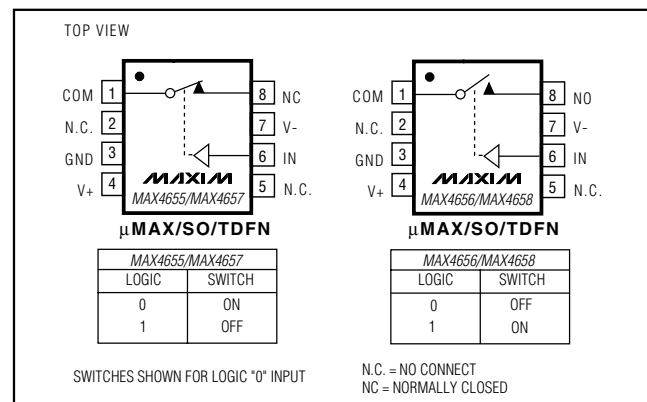 TOP VIEW
COM 1 8 NC
N.C. 2 7 V-
GND 3 6 IN
V+ 4 5 N.C.
MAXIM
MAX4655/MAX4657
μMAX/SO/TDFN
MAX4655/MAX4657
LOGIC SWITCH
0 ON
1 OFF
SWITCHES SHOWN FOR LOGIC "0" INPUT
COM 1 8 NO
N.C. 2 7 V-
GND 3 6 IN
V+ 4 5 N.C.
MAXIM
MAX4656/MAX4658
μMAX/SO/TDFN
MAX4656/MAX4658
LOGIC SWITCH
0 OFF
1 ON
N.C. = NO CONNECT
NC = NORMALLY CLOSED